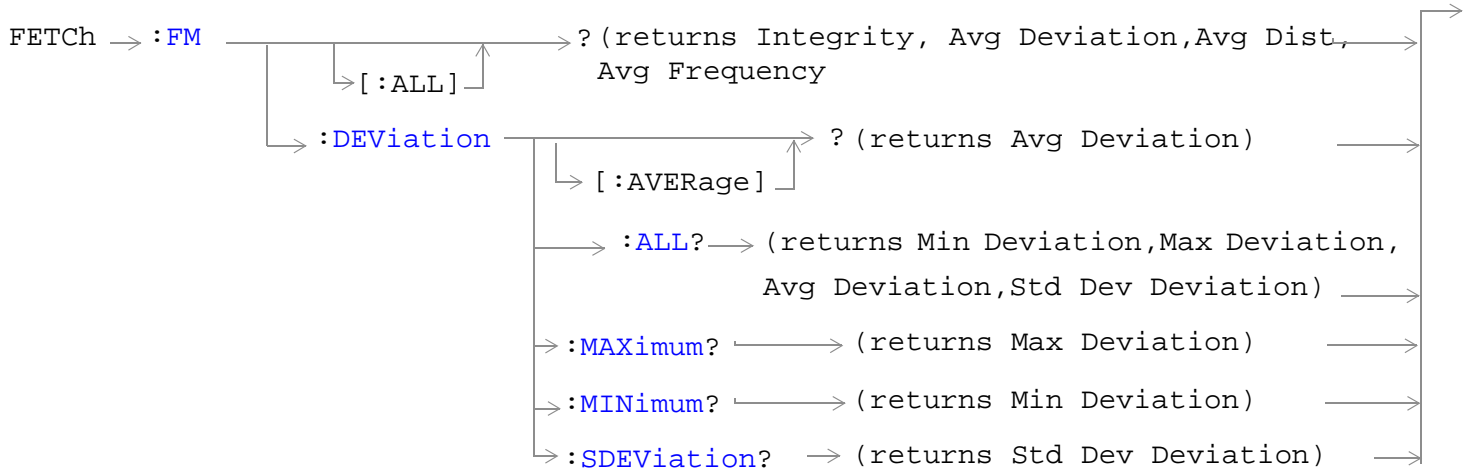 FETCh :FM ? (returns Integrity, Avg Deviation,Avg Dist,
[:ALL] Avg Frequency
:DEViation ? (returns Avg Deviation)
[:AVERage]
:ALL? (returns Min Deviation,Max Deviation,
Avg Deviation,Std Dev Deviation)
:MAXimum? (returns Max Deviation)
:MINimum? (returns Min Deviation)
:SDEViation? (returns Std Dev Deviation)